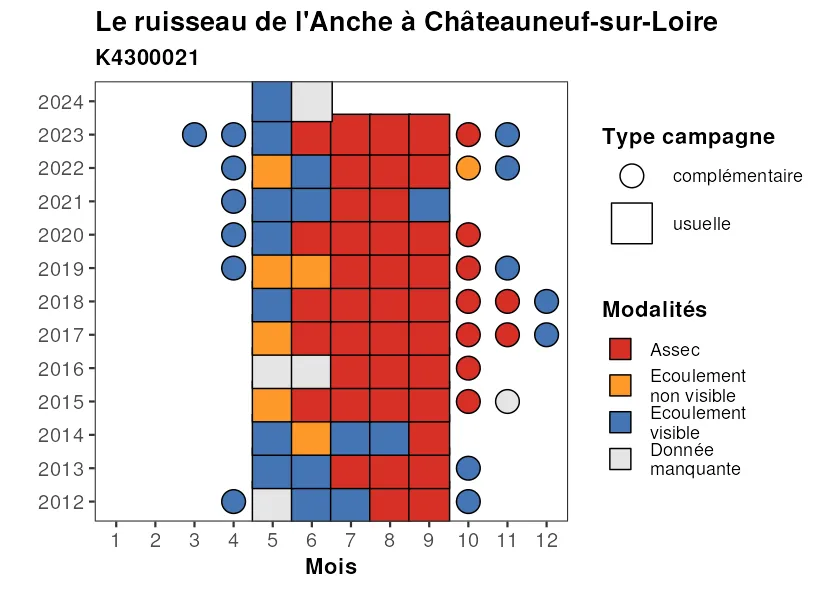 Le ruisseau de l'Anche à Châteauneuf-sur-Loire
K4300021
2024
2023
2022
2021
2020
2019
2018
2017
2016
2015
2014
2013
2012
1 2 3 4 5 6 7 8 9 10 11 12
Mois
Type campagne
complémentaire
usuelle
Modalités
Assec
Ecoulement
non visible
Ecoulement
visible
Donnée
manquante